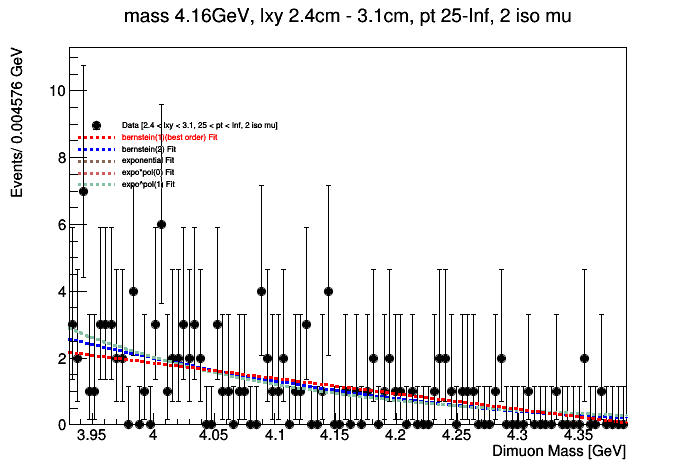 mass 4.16GeV, lxy 2.4cm - 3.1cm, pt 25-Inf, 2 iso mu
Events/ 0.004576 GeV
10
8
6
4
2
0
Data [2.4 < lxy < 3.1, 25 < pt < Inf, 2 iso mu]
bernstein(1)(best order) Fit
bernstein(2) Fit
exponential Fit
expo*pol(0) Fit
expo*pol(1) Fit
3.95 4 4.05 4.1 4.15 4.2 4.25 4.3 4.35
Dimuon Mass [GeV]